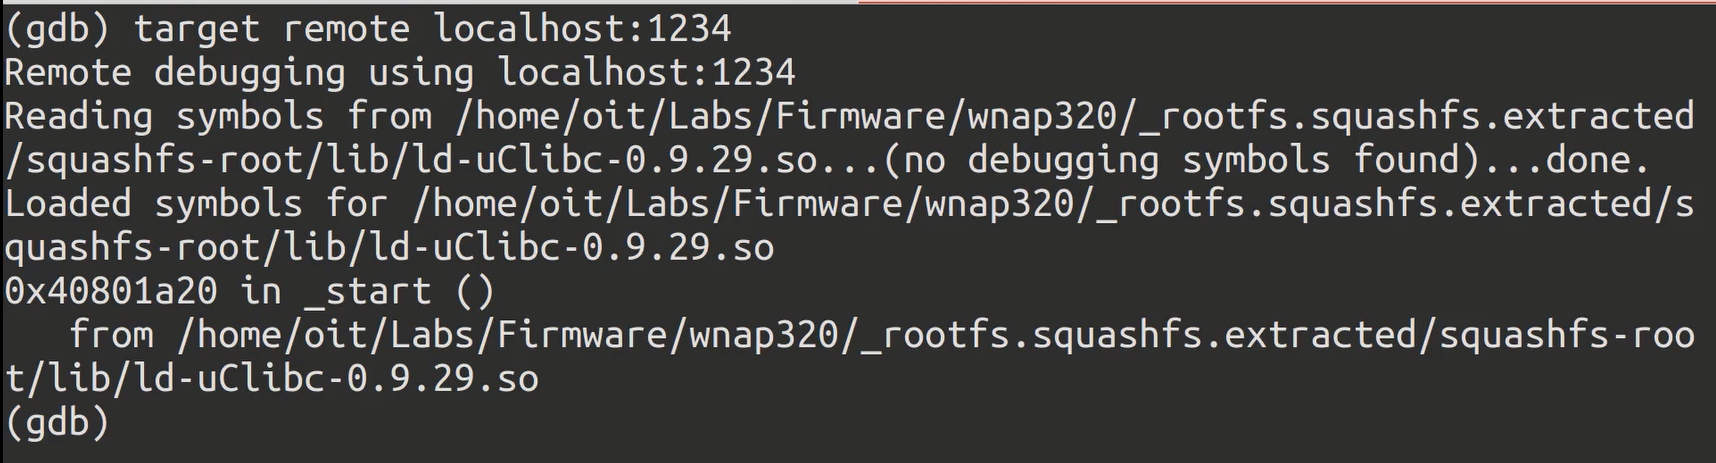 (gdb) target remote localhost:1234
Remote debugging using localhost:1234
Reading symbols from /home/oit/Labs/Firmware/wnap320/_rootfs.squashfs.extracted
/squashfs-root/lib/ld-uClibc-0.9.29.so...(no debugging symbols found)...done.
Loaded symbols for /home/oit/Labs/Firmware/wnap320/_rootfs.squashfs.extracted/s
quashfs-root/lib/ld-uClibc-0.9.29.so
0x40801a20 in _start ()
   from /home/oit/Labs/Firmware/wnap320/_rootfs.squashfs.extracted/squashfs-roo
t/lib/ld-uClibc-0.9.29.so
(gdb)